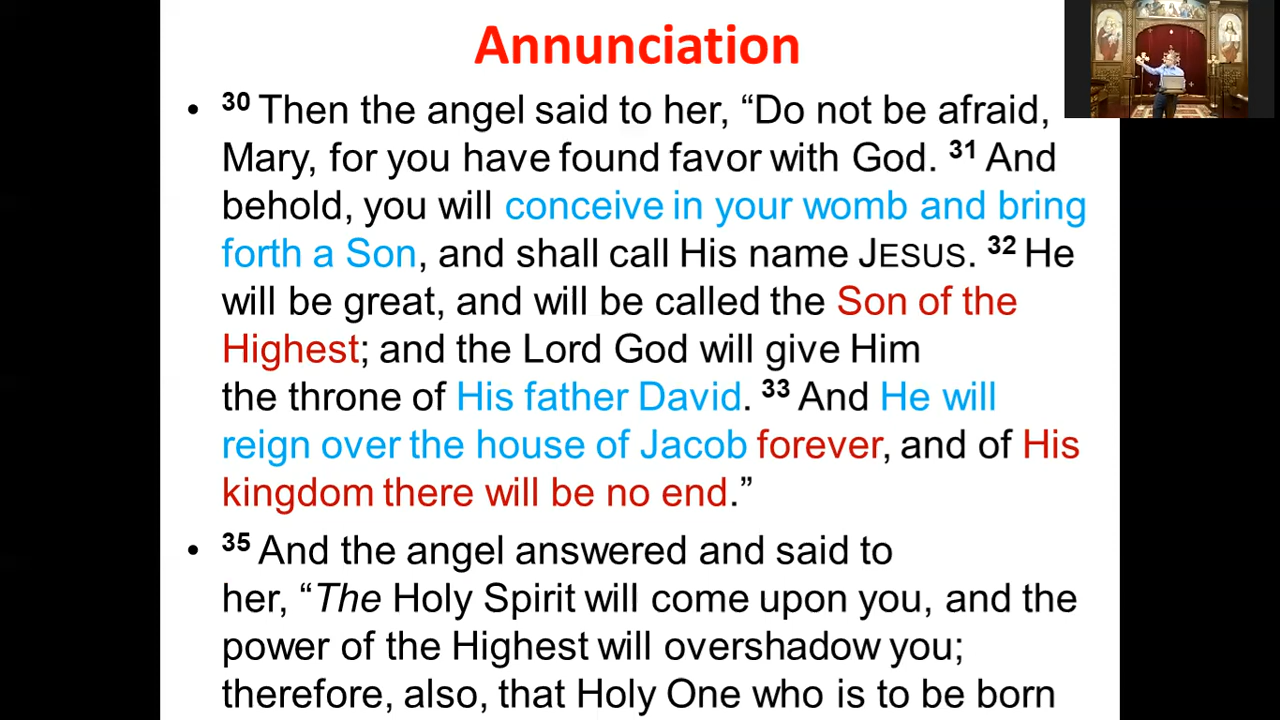 Annunciation
• 30 Then the angel said to her, “Do not be afraid,
Mary, for you have found favor with God. 31 And
behold, you will conceive in your womb and bring
forth a Son, and shall call His name JESUS. 32 He
will be great, and will be called the Son of the
Highest; and the Lord God will give Him
the throne of His father David. 33 And He will
reign over the house of Jacob forever, and of His
kingdom there will be no end.”
• 35 And the angel answered and said to
her, “The Holy Spirit will come upon you, and the
power of the Highest will overshadow you;
therefore, also, that Holy One who is to be born